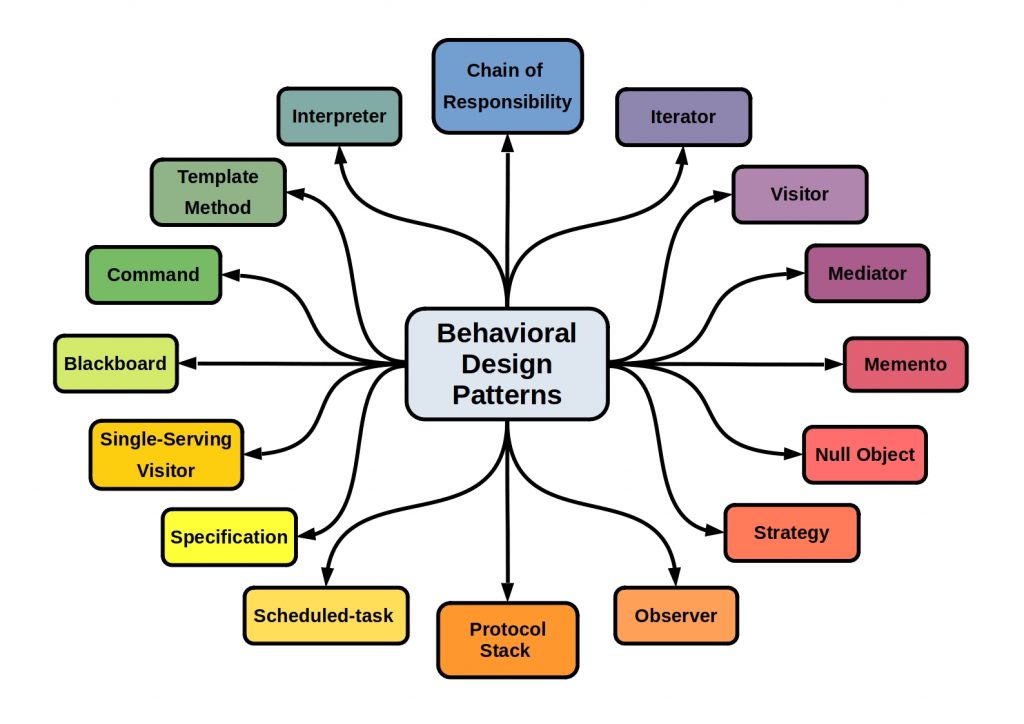 Chain of
Responsibility
Interpreter
Iterator
Template
Method
Visitor
Command
Mediator
Behavioral
Design
Patterns
Blackboard
Memento
Single-Serving
Visitor
Null Object
Specification
Strategy
Scheduled-task
Protocol
Stack
Observer